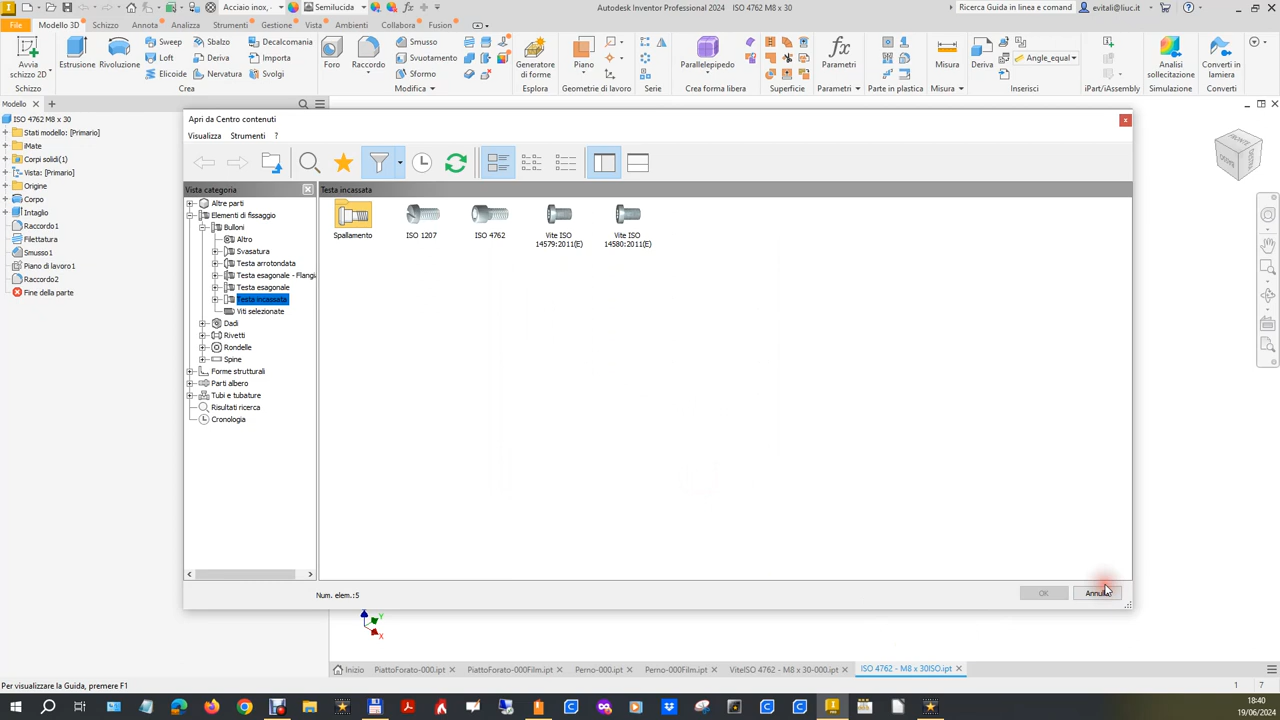 Acciaio inox,
Semilucida
Autodesk Inventor Professional 2024 ISO 4762 M8 x 30
Ricerca Guida in linea e comand
evitali@liuc.it
File Modello 3D Schizzo Annota Analizza Strumenti Gestione Vista Ambienti Collabora Fusion
Avvia schizzo 2D
Estrusione
Rivoluzione
Sweep
Loft
Elicoide
Sbalzo
Deriva
Nervatura
Decalcomania
Importa
Svolgi
Foro
Raccordo
Smusso
Svuotamento
Sformo
Generatore di forme
Piano
Parallelepipedo
Parametri
Misura
Deriva
Angle_equal
Analisi sollecitazione
Converti in lamiera
Schizzo Crea Modifica Esplora Geometrie di lavoro Serie Crea forma libera Superficie Parametri Parte in plastica Misura Inserisci iPart/iAssembly Simulazione Converti
Modello
ISO 4762 M8 x 30
Stati modello: [Primario]
iMate
Corpi solidi(1)
Vista: [Primario]
Origine
Corpo
Intaglio
Raccordo1
Filettatura
Smusso1
Piano di lavoro1
Raccordo2
Fine della parte
Apri da Centro contenuti
Visualizza Strumenti ?
Vista categoria
Altre parti
Elementi di fissaggio
Bulloni
Altro
Svasatura
Testa arrotondata
Testa esagonale - Flangi
Testa esagonale
Testa incassata
Viti selezionate
Dadi
Rivetti
Rondelle
Spine
Forme strutturali
Parti albero
Tubi e tubature
Risultati ricerca
Cronologia
Testa incassata
Spallamento
ISO 1207
ISO 4762
Vite ISO
14579:2011(E)
Vite ISO
14580:2011(E)
Num. elem.:5
OK
Annulla
Z
Y
X
Inizio PiattoForato-000.ipt PiattoForato-000Film.ipt Perno-000.ipt Perno-000Film.ipt ViteISO 4762 - M8 x 30-000.ipt ISO 4762 - M8 x 30ISO.ipt
Per visualizzare la Guida, premere F1
1 7
18:40
19/06/2024